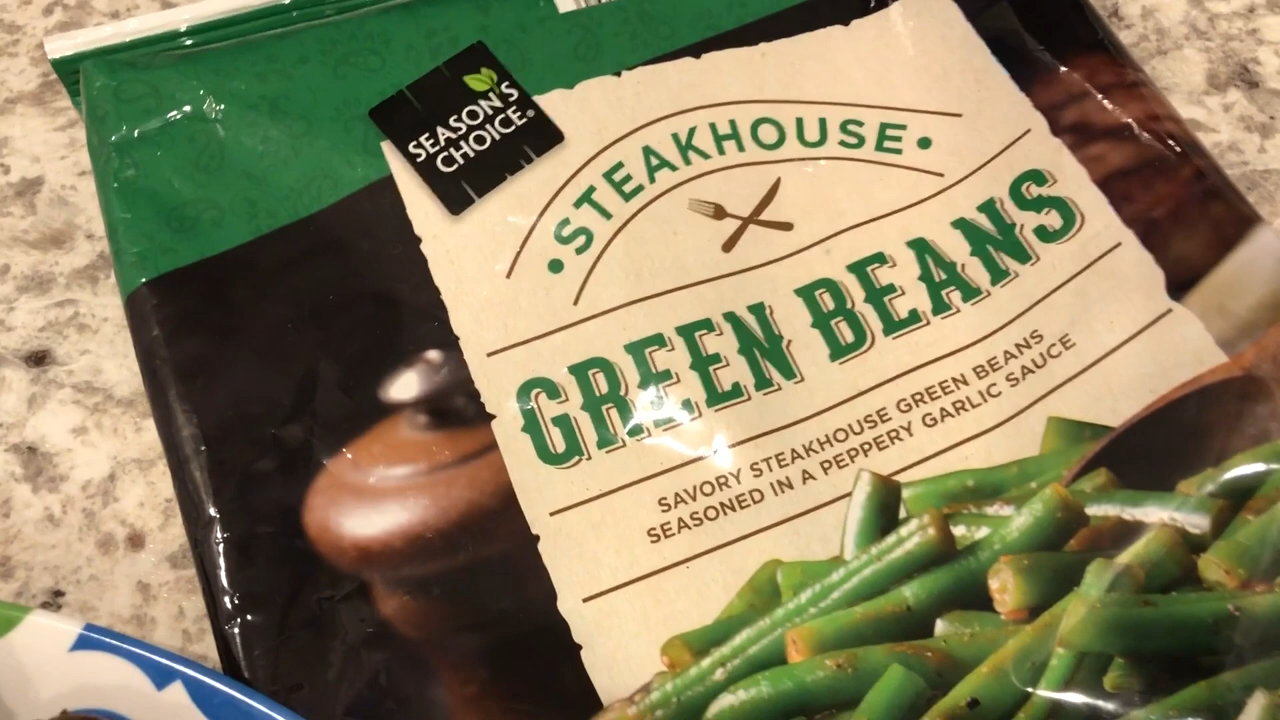 SEASON'S
CHOICE®
•STEAKHOUSE•
GREEN BEANS
SAVORY STEAKHOUSE GREEN BEANS
SEASONED IN A PEPPERY GARLIC SAUCE